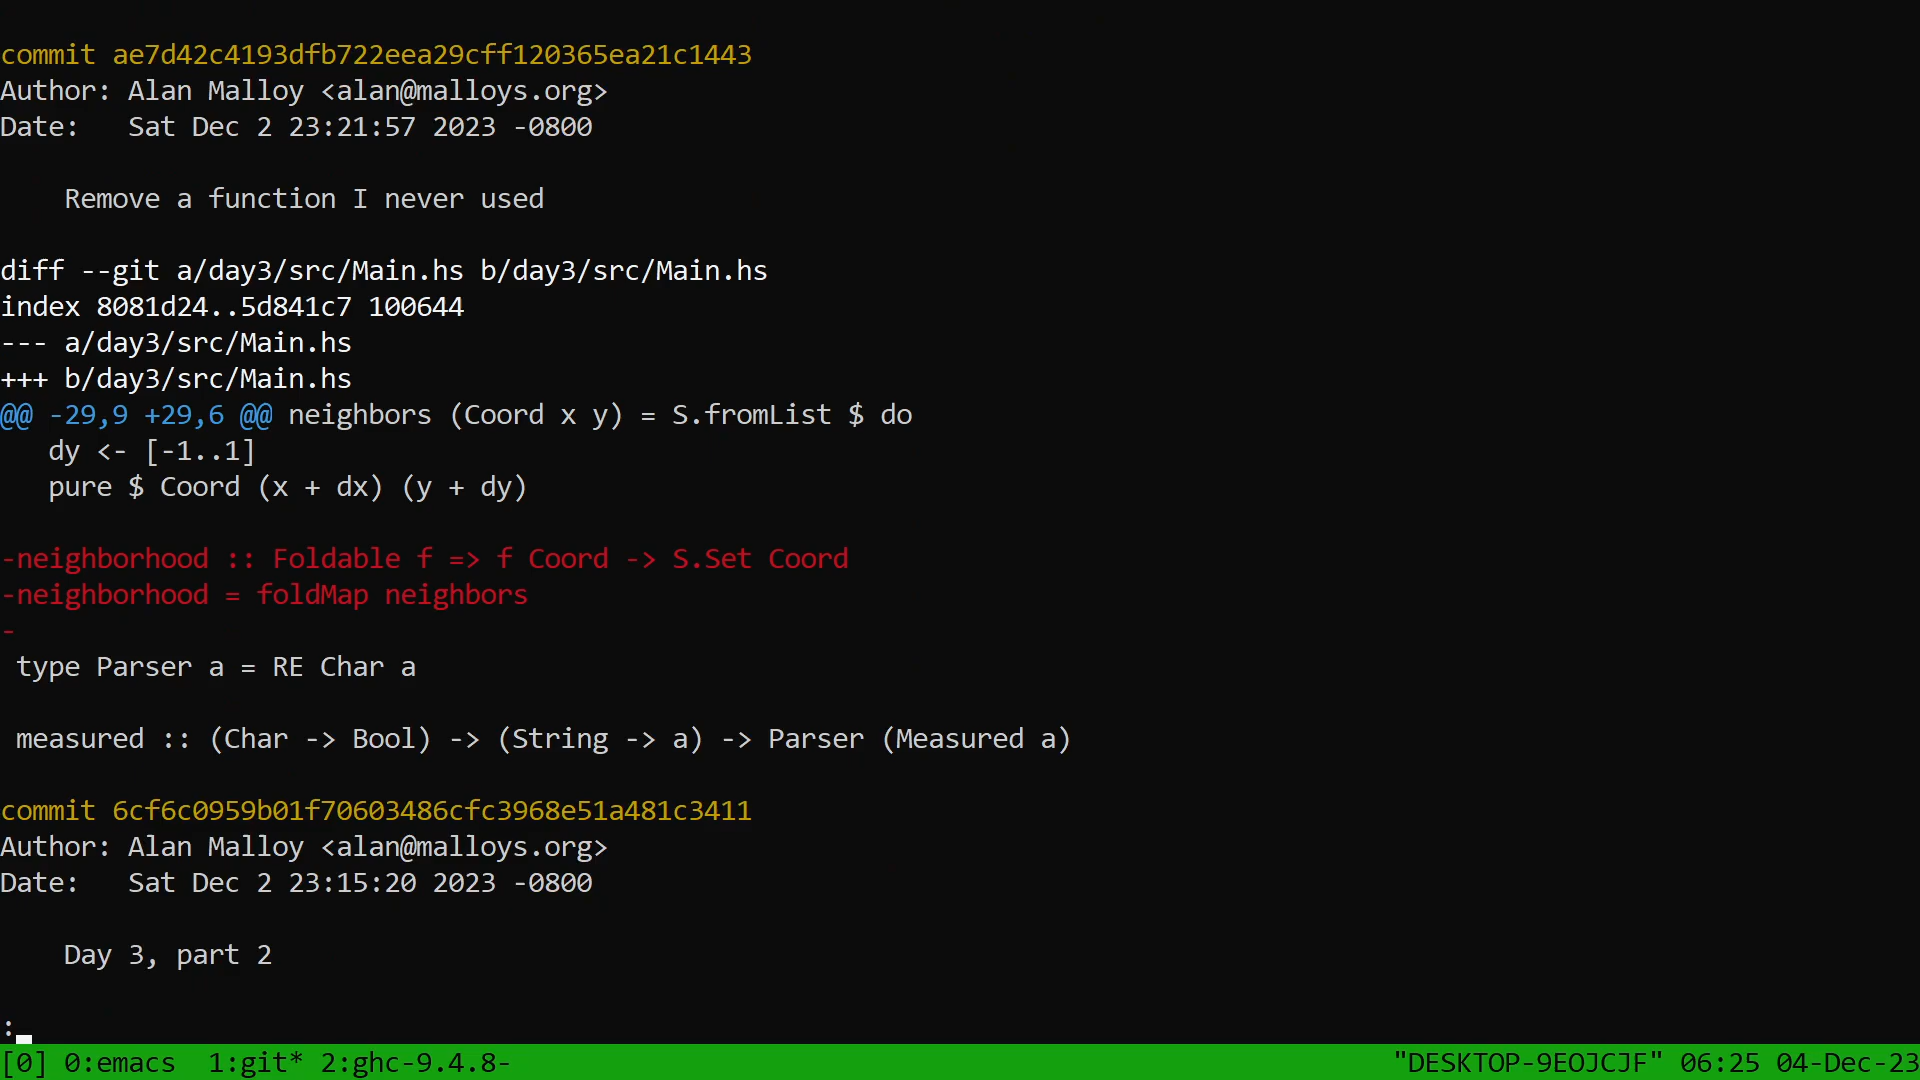 commit ae7d42c4193dfb722eea29cff120365ea21c1443
Author: Alan Malloy <alan@malloys.org>
Date:   Sat Dec 2 23:21:57 2023 -0800

    Remove a function I never used

diff --git a/day3/src/Main.hs b/day3/src/Main.hs
index 8081d24..5d841c7 100644
--- a/day3/src/Main.hs
+++ b/day3/src/Main.hs
@@ -29,9 +29,6 @@ neighbors (Coord x y) = S.fromList $ do
   dy <- [-1..1]
   pure $ Coord (x + dx) (y + dy)

-neighborhood :: Foldable f => f Coord -> S.Set Coord
-neighborhood = foldMap neighbors
-
 type Parser a = RE Char a

 measured :: (Char -> Bool) -> (String -> a) -> Parser (Measured a)

commit 6cf6c0959b01f70603486cfc3968e51a481c3411
Author: Alan Malloy <alan@malloys.org>
Date:   Sat Dec 2 23:15:20 2023 -0800

    Day 3, part 2

:
[0] 0:emacs  1:git* 2:ghc-9.4.8- "DESKTOP-9EOJCJF" 06:25 04-Dec-23